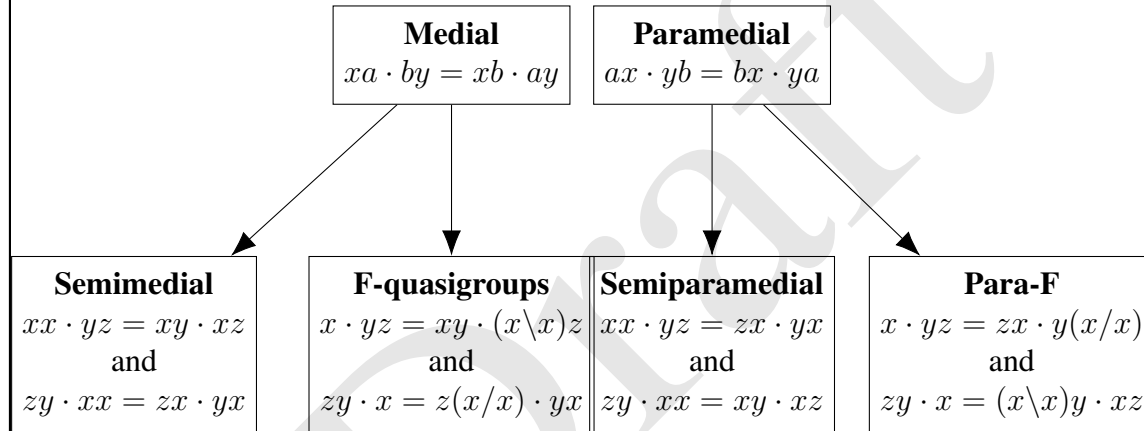 Medial
xa · by = xb · ay
Paramedial
ax · yb = bx · ya
Semimedial
xx · yz = xy · xz
and
zy · xx = zx · yx
F-quasigroups
x · yz = xy · (x\x)z
and
zy · x = z(x/x) · yx
Semiparamedial
xx · yz = zx · yx
and
zy · xx = xy · xz
Para-F
x · yz = zx · y(x/x)
and
zy · x = (x\x)y · xz
Draft